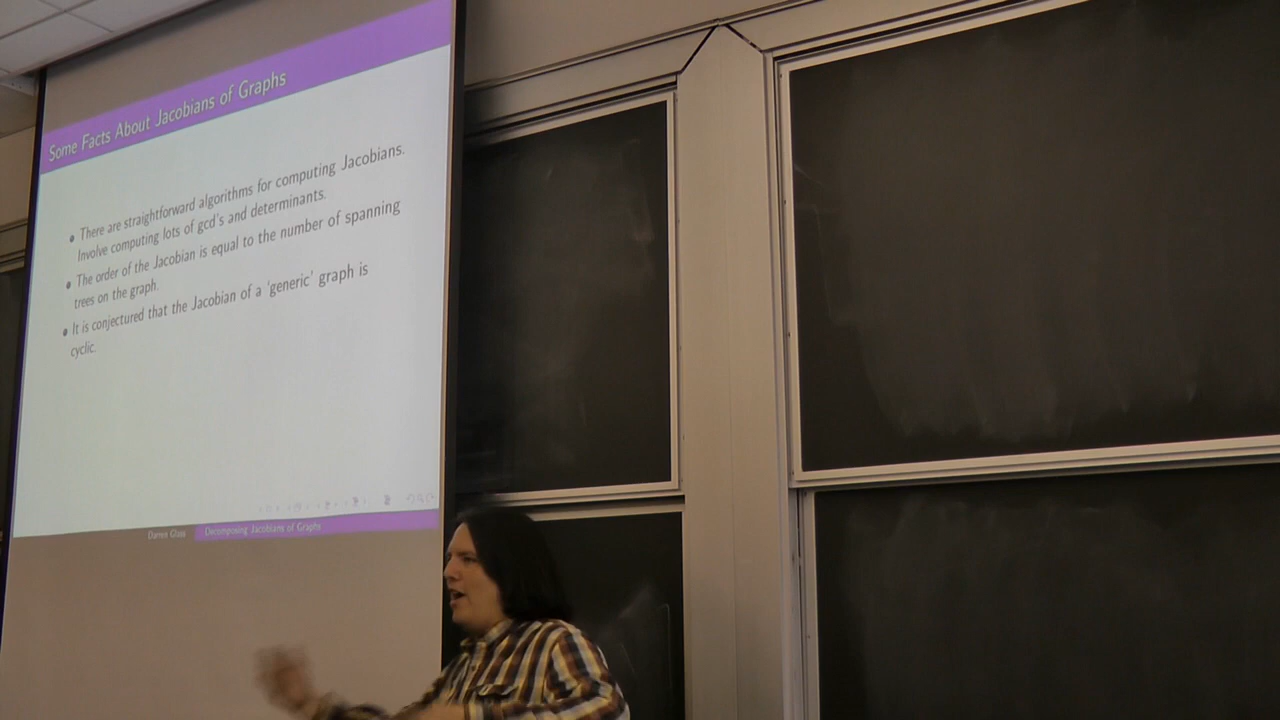 Some Facts About Jacobians of Graphs
• There are straightforward algorithms for computing Jacobians.
Involve computing lots of gcd's and determinants.
• The order of the Jacobian is equal to the number of spanning
trees on the graph.
• It is conjectured that the Jacobian of a 'generic' graph is
cyclic.
Darren Glass Decomposing Jacobians of Graphs